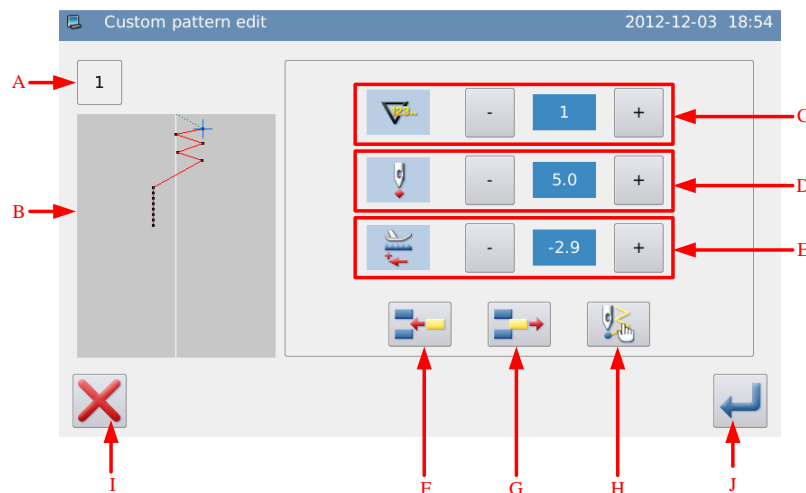 Custom pattern edit 2012-12-03 18:54
A 1
123..
- 1 + C
- 5.0 + D
B
- -2.9 + E
I F G H J